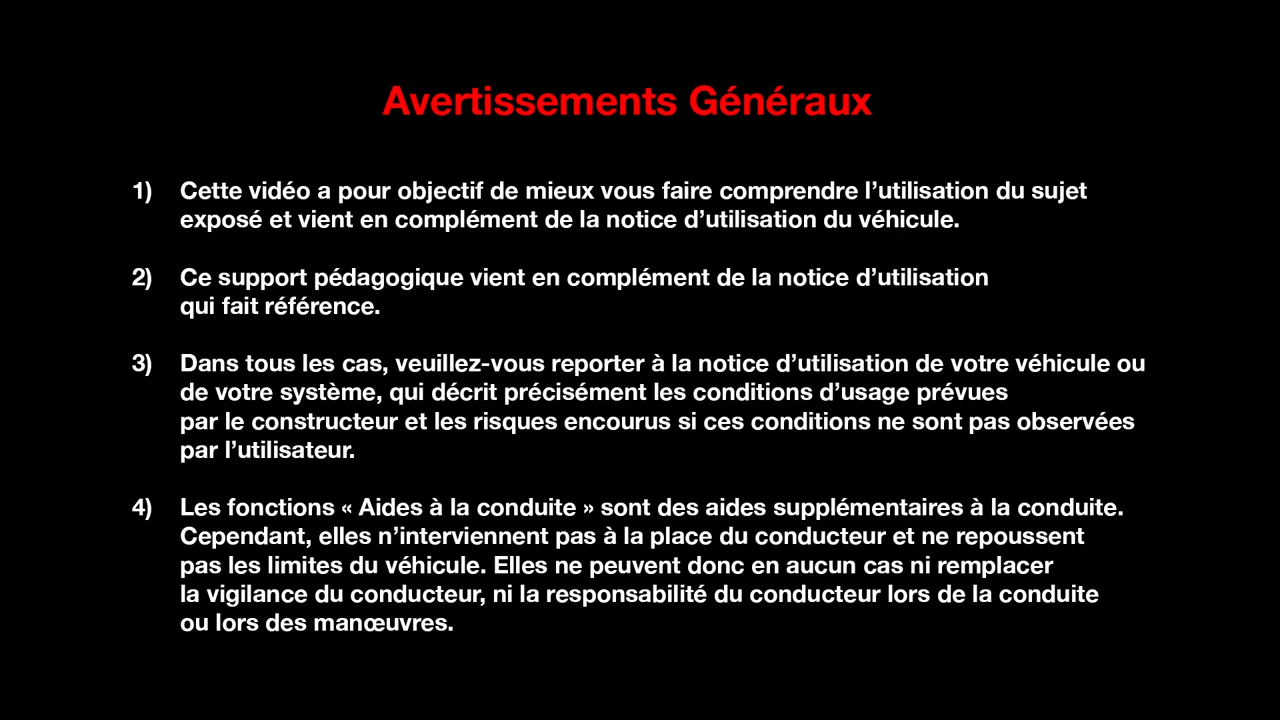 Avertissements Généraux
1) Cette vidéo a pour objectif de mieux vous faire comprendre l’utilisation du sujet
exposé et vient en complément de la notice d’utilisation du véhicule.
2) Ce support pédagogique vient en complément de la notice d’utilisation
qui fait référence.
3) Dans tous les cas, veuillez-vous reporter à la notice d’utilisation de votre véhicule ou
de votre système, qui décrit précisément les conditions d’usage prévues
par le constructeur et les risques encourus si ces conditions ne sont pas observées
par l’utilisateur.
4) Les fonctions « Aides à la conduite » sont des aides supplémentaires à la conduite.
Cependant, elles n’interviennent pas à la place du conducteur et ne repoussent
pas les limites du véhicule. Elles ne peuvent donc en aucun cas ni remplacer
la vigilance du conducteur, ni la responsabilité du conducteur lors de la conduite
ou lors des manœuvres.